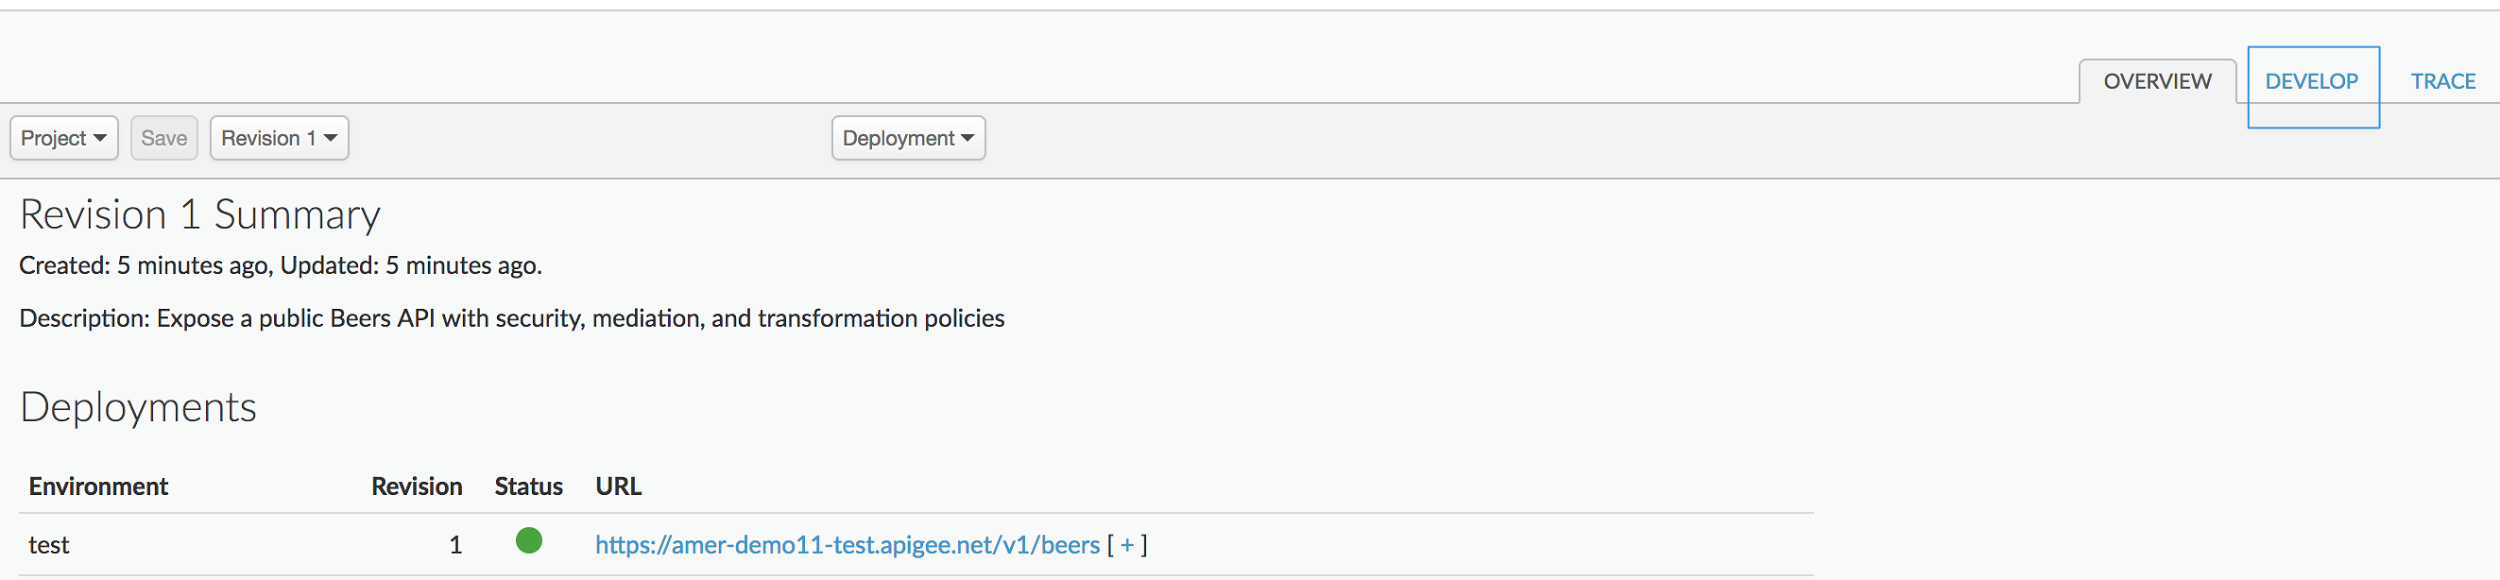 OVERVIEW DEVELOP TRACE
Project Save Revision 1 Deployment
Revision 1 Summary
Created: 5 minutes ago, Updated: 5 minutes ago.
Description: Expose a public Beers API with security, mediation, and transformation policies
Deployments
Environment Revision Status URL
test 1 https://amer-demo11-test.apigee.net/v1/beers [ + ]